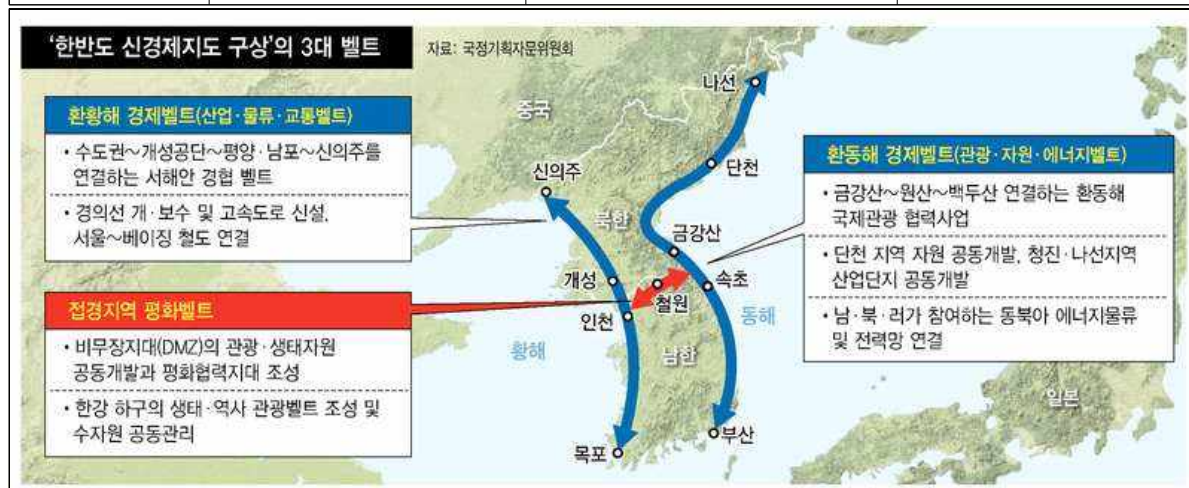 '한반도 신경제지도 구상'의 3대 벨트
자료: 국정기획자문위원회
환황해 경제벨트(산업·물류·교통벨트)
• 수도권~개성공단~평양·남포~신의주를
연결하는 서해안 경협 벨트
• 경의선 개·보수 및 고속도로 신설,
서울~베이징 철도 연결
접경지역 평화벨트
• 비무장지대(DMZ)의 관광·생태자원
공동개발과 평화협력지대 조성
• 한강 하구의 생태·역사 관광벨트 조성 및
수자원 공동관리
중국
나선
단천
신의주
북한
금강산
개성
철원
속초
인천
동해
황해
남한
부산
목포
일본
환동해 경제벨트(관광·자원·에너지벨트)
• 금강산~원산~백두산 연결하는 환동해
국제관광 협력사업
• 단천 지역 자원 공동개발, 청진·나선지역
산업단지 공동개발
• 남·북·러가 참여하는 동북아 에너지물류
및 전력망 연결